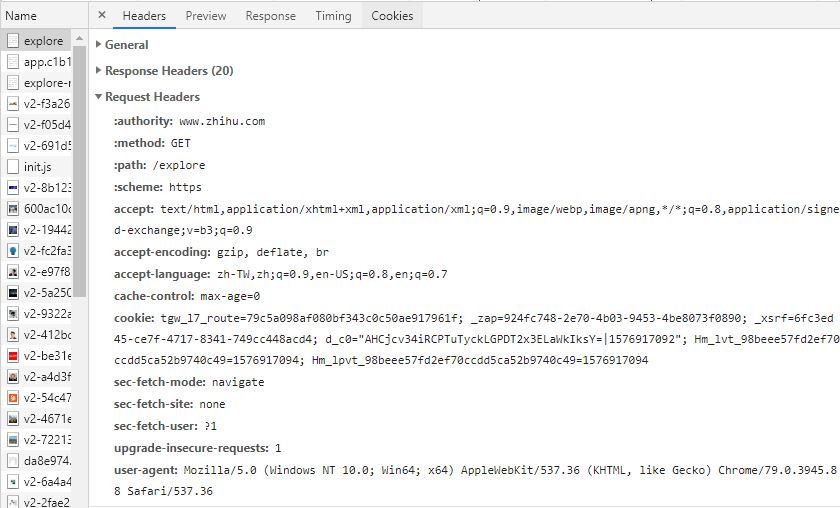 Name
Headers Preview Response Timing Cookies
explore
app.c1b1
explore-r
v2-f3a26
v2-f05d4
v2-691d5
init.js
v2-8b123
600ac10c
v2-19442
v2-fc2fa3
v2-e97f8
v2-5a250
v2-9322a
v2-412bc
v2-be31e
v2-a4d3f
v2-54c47
v2-4671e
v2-72213
da8e974.
v2-6a4a4
v2-2fae2
General
Response Headers (20)
Request Headers
:authority: www.zhihu.com
:method: GET
:path: /explore
:scheme: https
accept: text/html,application/xhtml+xml,application/xml;q=0.9,image/webp,image/apng,*/*;q=0.8,application/signe
d-exchange;v=b3;q=0.9
accept-encoding: gzip, deflate, br
accept-language: zh-TW,zh;q=0.9,en-US;q=0.8,en;q=0.7
cache-control: max-age=0
cookie: tgw_l7_route=79c5a098af080bf343c0c50ae917961f; _zap=924fc748-2e70-4b03-9453-4be8073f0890; _xsrf=6fc3ed
45-ce7f-4717-8341-749cc448acd4; d_c0="AHCjcv34iRCPTuTyckLGPDT2x3ELaWkIksY=|1576917092"; Hm_lvt_98beee57fd2ef70
ccdd5ca52b9740c49=1576917094; Hm_lpvt_98beee57fd2ef70ccdd5ca52b9740c49=1576917094
sec-fetch-mode: navigate
sec-fetch-site: none
sec-fetch-user: ?1
upgrade-insecure-requests: 1
user-agent: Mozilla/5.0 (Windows NT 10.0; Win64; x64) AppleWebKit/537.36 (KHTML, like Gecko) Chrome/79.0.3945.8
8 Safari/537.36